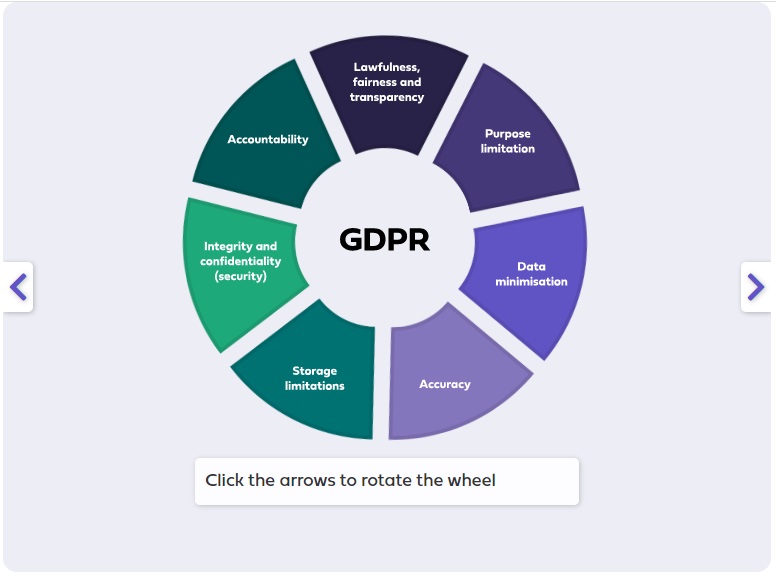 Lawfulness,
fairness and
transparency
Accountability
Purpose
limitation
GDPR
Integrity and
confidentiality
(security)
Data
minimisation
Storage
limitations
Accuracy
Click the arrows to rotate the wheel